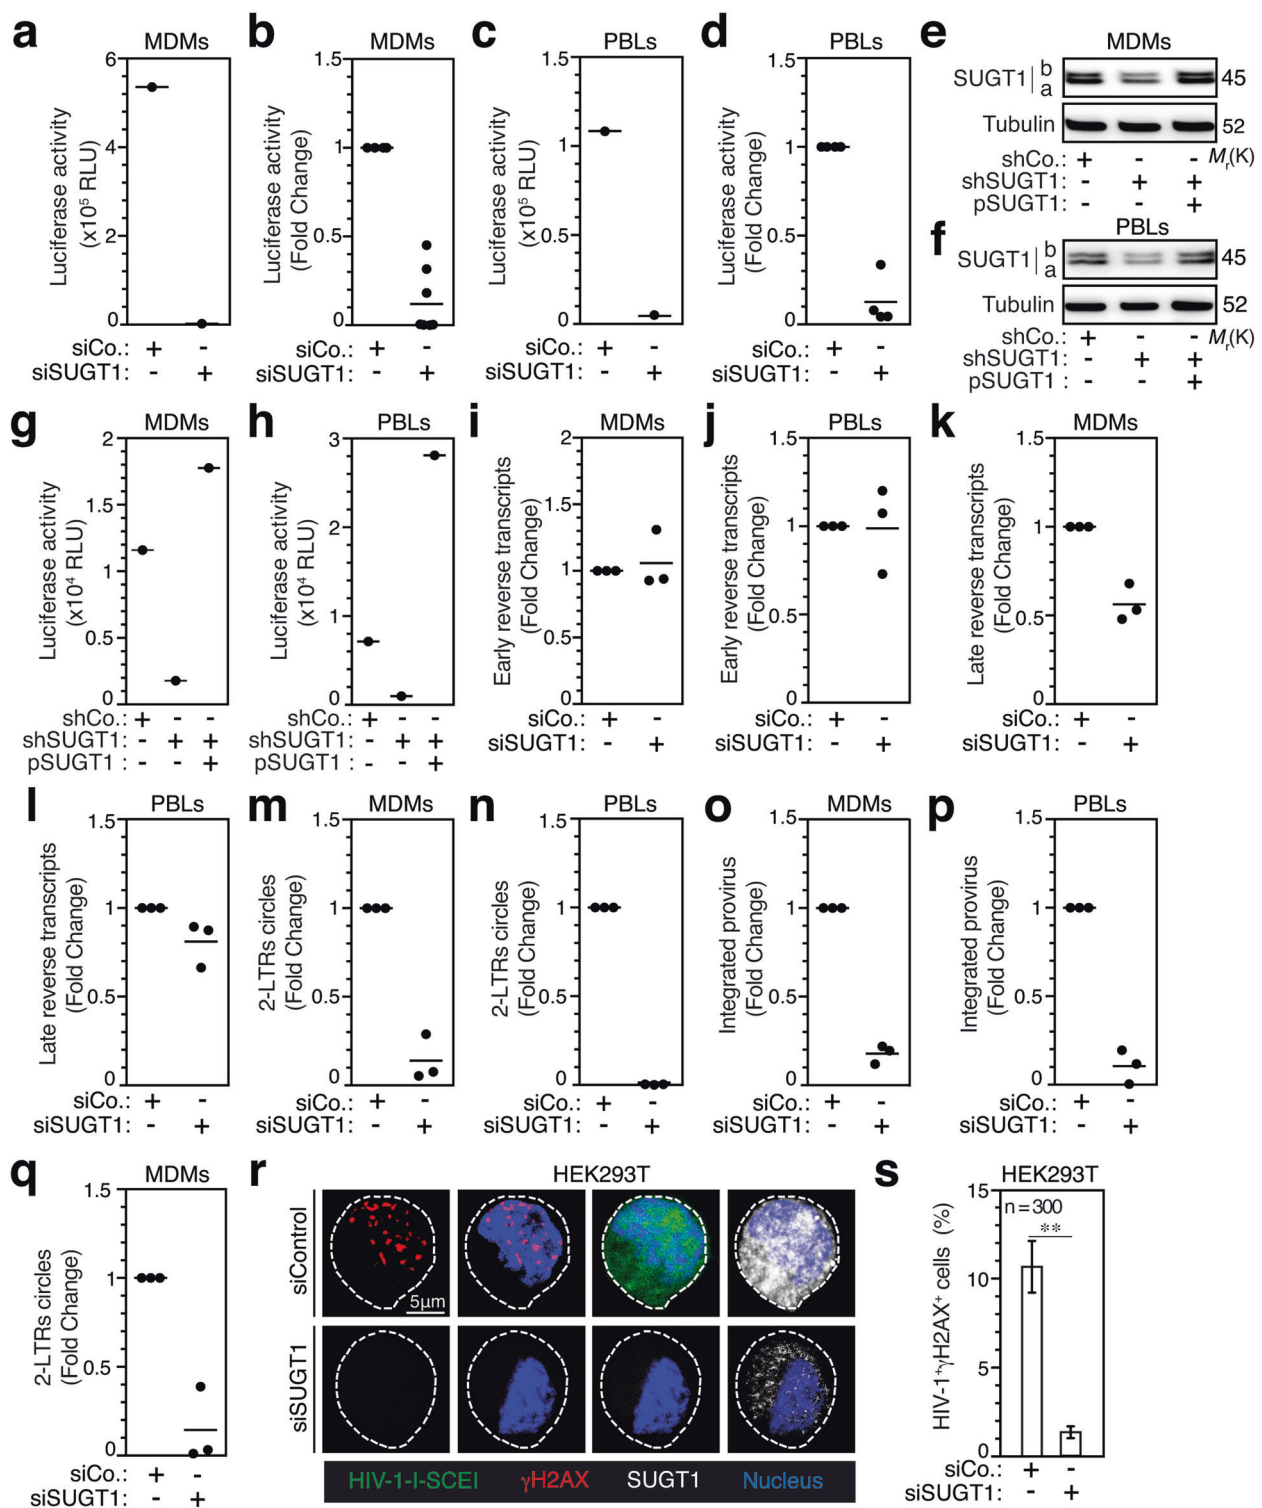 a
MDMs
Luciferase activity
(x10⁵ RLU)
6
4
2
0
siCo.: + -
siSUGT1: - +
b
MDMs
Luciferase activity
(Fold Change)
1.5
1
0.5
0
siCo.: + -
siSUGT1: - +
c
PBLs
Luciferase activity
(x10⁵ RLU)
1.5
1
0.5
0
siCo.: + -
siSUGT1: - +
d
PBLs
Luciferase activity
(Fold Change)
1.5
1
0.5
0
siCo.: + -
siSUGT1: - +
e
MDMs
SUGT1 b
a
45
Tubulin
52
shCo.: + - - Mr(K)
shSUGT1: - + +
pSUGT1: - - +
f
PBLs
SUGT1 b
a
45
Tubulin
52
shCo.: + - - Mr(K)
shSUGT1: - + +
pSUGT1 : - - +
g
MDMs
Luciferase activity
(x10⁴ RLU)
2
1.5
1
0.5
0
shCo.: + - -
shSUGT1: - + +
pSUGT1 : - - +
h
PBLs
Luciferase activity
(x10⁴ RLU)
3
2
1
0
shCo.: + - -
shSUGT1: - + +
pSUGT1 : - - +
i
MDMs
Early reverse transcripts
(Fold Change)
2
1.5
1
0.5
0
siCo.: + -
siSUGT1: - +
j
PBLs
Early reverse transcripts
(Fold Change)
1.5
1
0.5
0
siCo.: + -
siSUGT1: - +
k
MDMs
Late reverse transcripts
(Fold Change)
1.5
1
0.5
0
siCo.: + -
siSUGT1: - +
l
PBLs
Late reverse transcripts
(Fold Change)
1.5
1
0.5
0
siCo.: + -
siSUGT1: - +
m
MDMs
2-LTRs circles
(Fold Change)
1.5
1
0.5
0
siCo.: + -
siSUGT1: - +
n
PBLs
2-LTRs circles
(Fold Change)
1.5
1
0.5
0
siCo.: + -
siSUGT1: - +
o
MDMs
Integrated provirus
(Fold Change)
1.5
1
0.5
0
siCo.: + -
siSUGT1: - +
p
PBLs
Integrated provirus
(Fold Change)
1.5
1
0.5
0
siCo.: + -
siSUGT1: - +
q
MDMs
2-LTRs circles
(Fold Change)
1.5
1
0.5
0
siCo.: + -
siSUGT1: - +
r
HEK293T
siControl
5μm
siSUGT1
HIV-1-I-SCEI γH2AX SUGT1 Nucleus
s
HEK293T
HIV-1⁺γH2AX⁺ cells (%)
15
10
5
0
n = 300
**
siCo.: + -
siSUGT1: - +